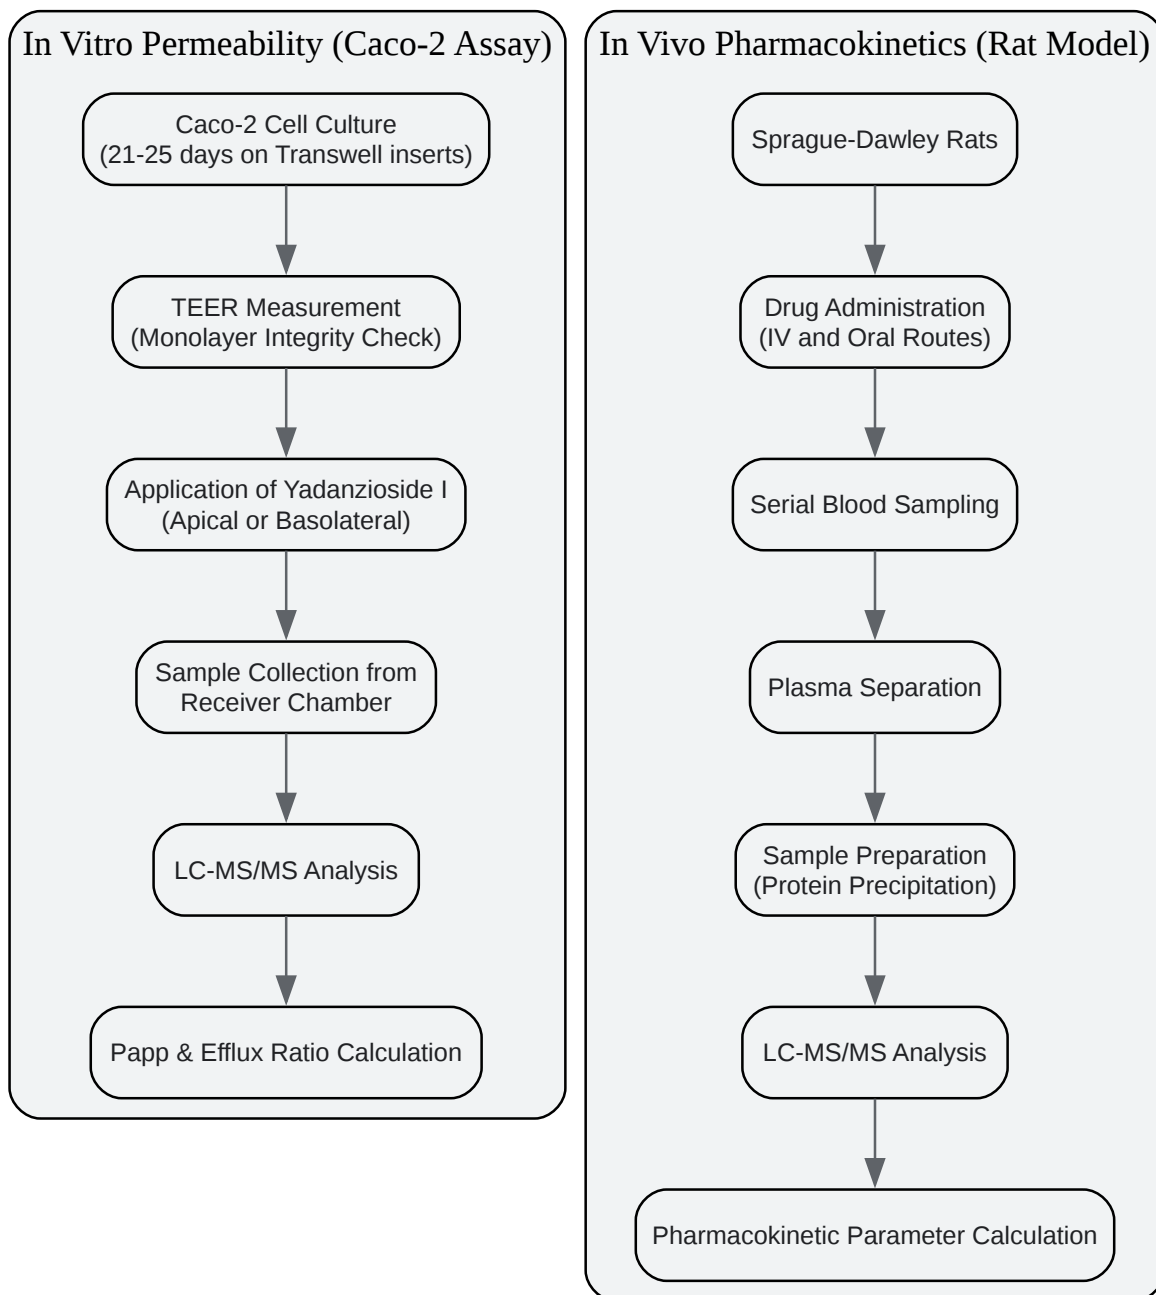 In Vitro Permeability (Caco-2 Assay)
Caco-2 Cell Culture
(21-25 days on Transwell inserts)
TEER Measurement
(Monolayer Integrity Check)
Application of Yadanzioside I
(Apical or Basolateral)
Sample Collection from
Receiver Chamber
LC-MS/MS Analysis
Papp & Efflux Ratio Calculation
In Vivo Pharmacokinetics (Rat Model)
Sprague-Dawley Rats
Drug Administration
(IV and Oral Routes)
Serial Blood Sampling
Plasma Separation
Sample Preparation
(Protein Precipitation)
LC-MS/MS Analysis
Pharmacokinetic Parameter Calculation